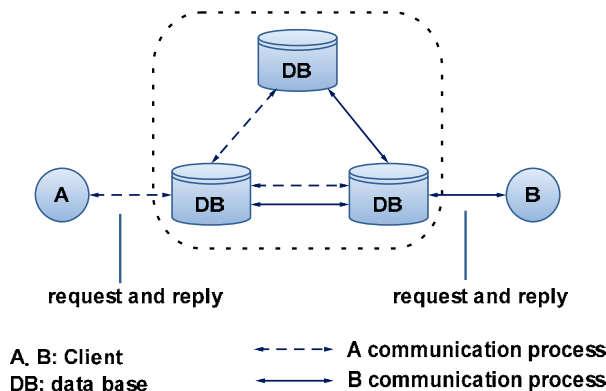 DB
A
DB
DB
B
request and reply
request and reply
A, B: Client
A communication process
DB: data base
B communication process